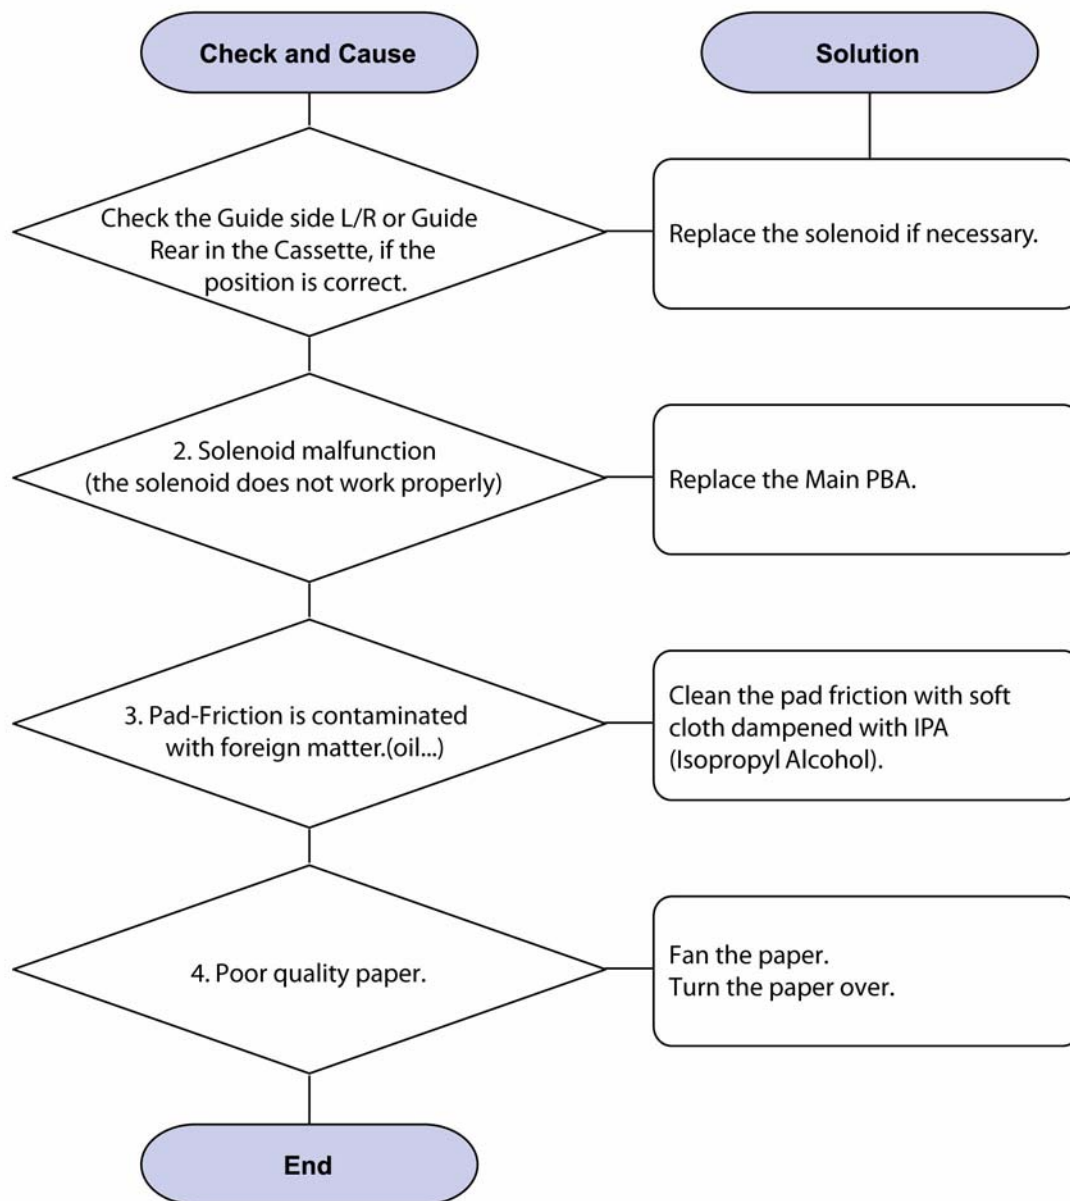 Check and Cause
Solution
Check the Guide side L/R or Guide
Rear in the Cassette, if the
position is correct.
Replace the solenoid if necessary.
2. Solenoid malfunction
(the solenoid does not work properly)
Replace the Main PBA.
3. Pad-Friction is contaminated
with foreign matter.(oil...)
Clean the pad friction with soft
cloth dampened with IPA
(Isopropyl Alcohol).
4. Poor quality paper.
Fan the paper.
Turn the paper over.
End